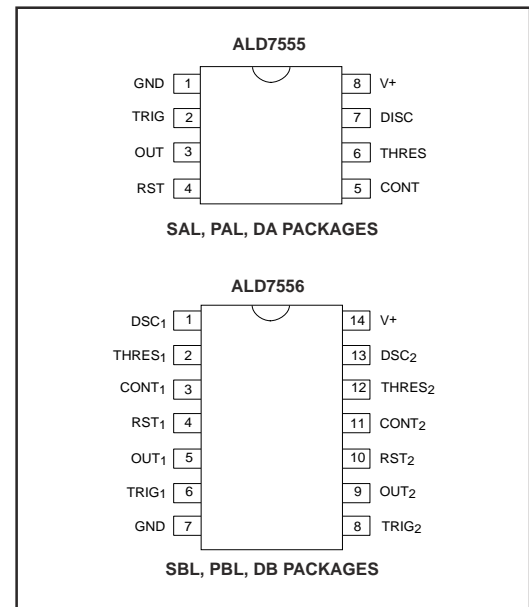 ALD7555
GND 1 8 V+
TRIG 2 7 DISC
OUT 3 6 THRES
RST 4 5 CONT
SAL, PAL, DA PACKAGES
ALD7556
DSC1 1 14 V+
THRES1 2 13 DSC2
CONT1 3 12 THRES2
RST1 4 11 CONT2
OUT1 5 10 RST2
TRIG1 6 9 OUT2
GND 7 8 TRIG2
SBL, PBL, DB PACKAGES